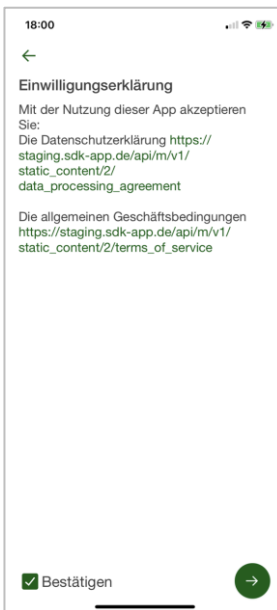 18:00
Einwilligungserklärung
Mit der Nutzung dieser App akzeptieren
Sie:
Die Datenschutzerklärung https://
staging.sdk-app.de/api/m/v1/
static_content/2/
data_processing_agreement
Die allgemeinen Geschäftsbedingungen
https://staging.sdk-app.de/api/m/v1/
static_content/2/terms_of_service
Bestätigen